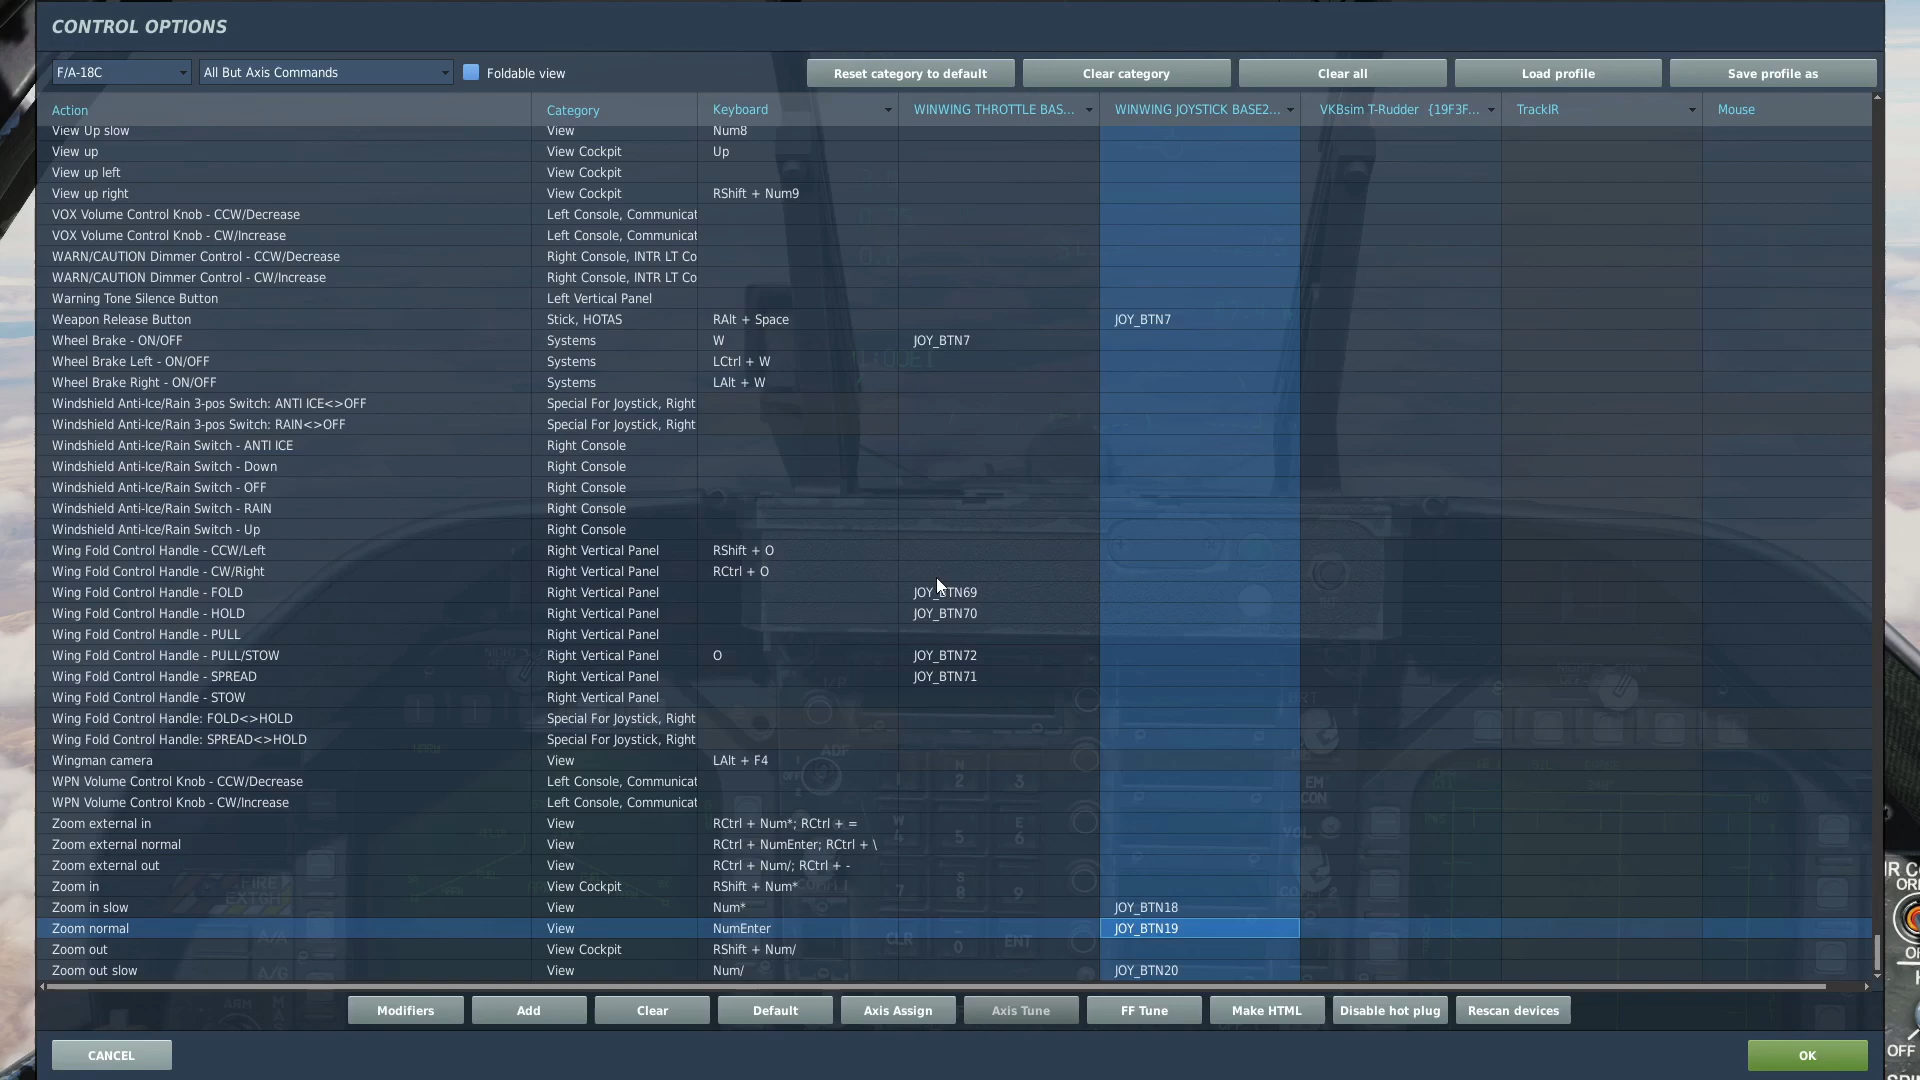 CONTROL OPTIONS
F/A-18C All But Axis Commands Foldable view Reset category to default Clear category Clear all Load profile Save profile as
Action Category Keyboard WINWING THROTTLE BAS... WINWING JOYSTICK BASE2... VKBsim T-Rudder {19F3F... TrackIR Mouse
View Up slow View Num8
View up View Cockpit Up
View up left View Cockpit
View up right View Cockpit RShift + Num9
VOX Volume Control Knob - CCW/Decrease Left Console, Communicat
VOX Volume Control Knob - CW/Increase Left Console, Communicat
WARN/CAUTION Dimmer Control - CCW/Decrease Right Console, INTR LT Co
WARN/CAUTION Dimmer Control - CW/Increase Right Console, INTR LT Co
Warning Tone Silence Button Left Vertical Panel
Weapon Release Button Stick, HOTAS RAlt + Space JOY_BTN7
Wheel Brake - ON/OFF Systems W JOY_BTN7
Wheel Brake Left - ON/OFF Systems LCtrl + W
Wheel Brake Right - ON/OFF Systems LAlt + W
Windshield Anti-Ice/Rain 3-pos Switch: ANTI ICE<>OFF Special For Joystick, Right
Windshield Anti-Ice/Rain 3-pos Switch: RAIN<>OFF Special For Joystick, Right
Windshield Anti-Ice/Rain Switch - ANTI ICE Right Console
Windshield Anti-Ice/Rain Switch - Down Right Console
Windshield Anti-Ice/Rain Switch - OFF Right Console
Windshield Anti-Ice/Rain Switch - RAIN Right Console
Windshield Anti-Ice/Rain Switch - Up Right Console
Wing Fold Control Handle - CCW/Left Right Vertical Panel RShift + O
Wing Fold Control Handle - CW/Right Right Vertical Panel RCtrl + O
Wing Fold Control Handle - FOLD Right Vertical Panel JOY_BTN69
Wing Fold Control Handle - HOLD Right Vertical Panel JOY_BTN70
Wing Fold Control Handle - PULL Right Vertical Panel
Wing Fold Control Handle - PULL/STOW Right Vertical Panel O JOY_BTN72
Wing Fold Control Handle - SPREAD Right Vertical Panel JOY_BTN71
Wing Fold Control Handle - STOW Right Vertical Panel
Wing Fold Control Handle: FOLD<>HOLD Special For Joystick, Right
Wing Fold Control Handle: SPREAD<>HOLD Special For Joystick, Right
Wingman camera View LAlt + F4
WPN Volume Control Knob - CCW/Decrease Left Console, Communicat
WPN Volume Control Knob - CW/Increase Left Console, Communicat
Zoom external in View RCtrl + Num*; RCtrl + =
Zoom external normal View RCtrl + NumEnter; RCtrl + \
Zoom external out View RCtrl + Num/; RCtrl + -
Zoom in View Cockpit RShift + Num*
Zoom in slow View Num* JOY_BTN18
Zoom normal View NumEnter JOY_BTN19
Zoom out View Cockpit RShift + Num/
Zoom out slow View Num/ JOY_BTN20
Modifiers Add Clear Default Axis Assign Axis Tune FF Tune Make HTML Disable hot plug Rescan devices
CANCEL OK
OFF